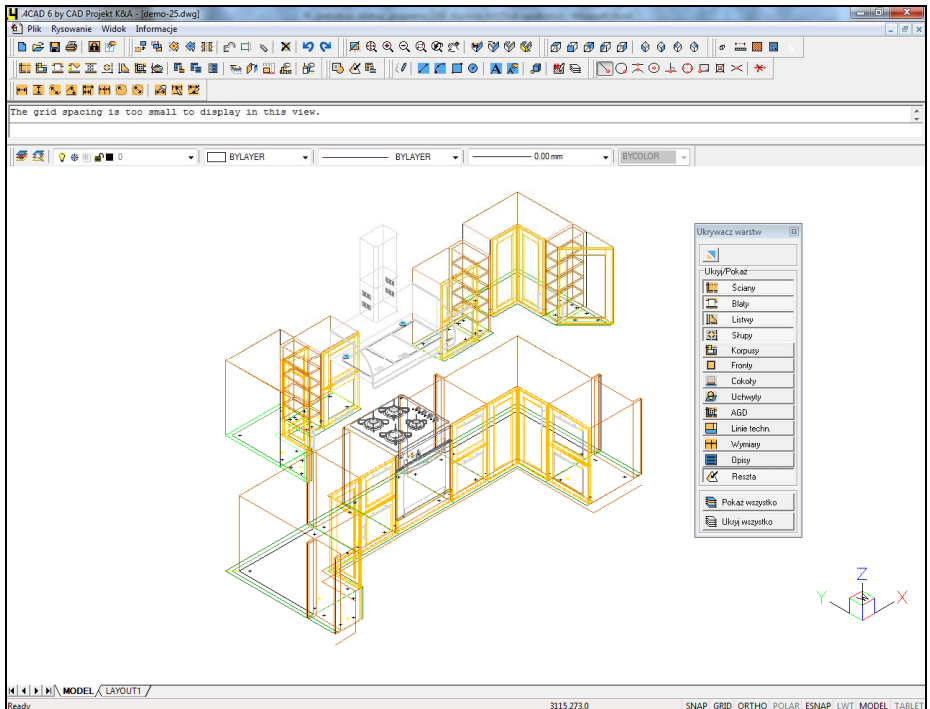 .4CAD 6 by CAD Projekt K&A - [demo-25.dwg]
Plik Rysowanie Widok Informacje
The grid spacing is too small to display in this view.
0 BYLAYER BYLAYER 0.00 mm BYCOLOR
Ukrywacz warstw
Ukryj/Pokaż
Ściany
Blaty
Listwy
Słupy
Korpusy
Fronty
Cokoły
Uchwyty
AGD
Linie techn.
Wymiary
Opisy
Reszta
Pokaż wszystko
Ukryj wszystko
Z
Y X
MODEL LAYOUT1
Ready 3115,273,0 SNAP GRID ORTHO POLAR ESNAP LWT MODEL TABLET